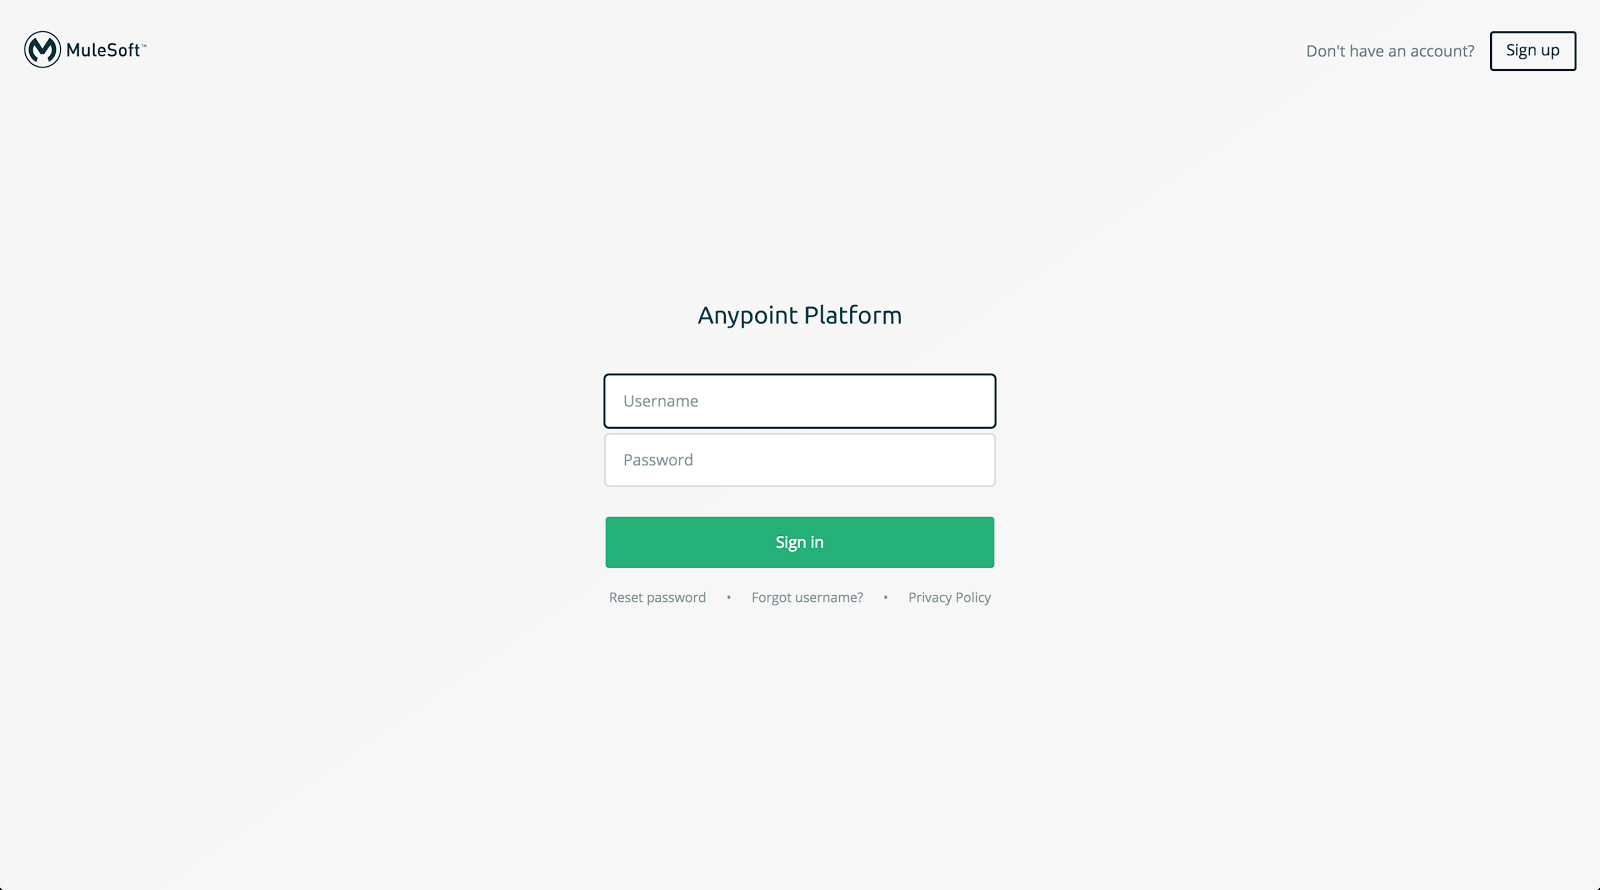 MuleSoft™
Don't have an account? Sign up
Anypoint Platform
Username
Password
Sign in
Reset password • Forgot username? • Privacy Policy